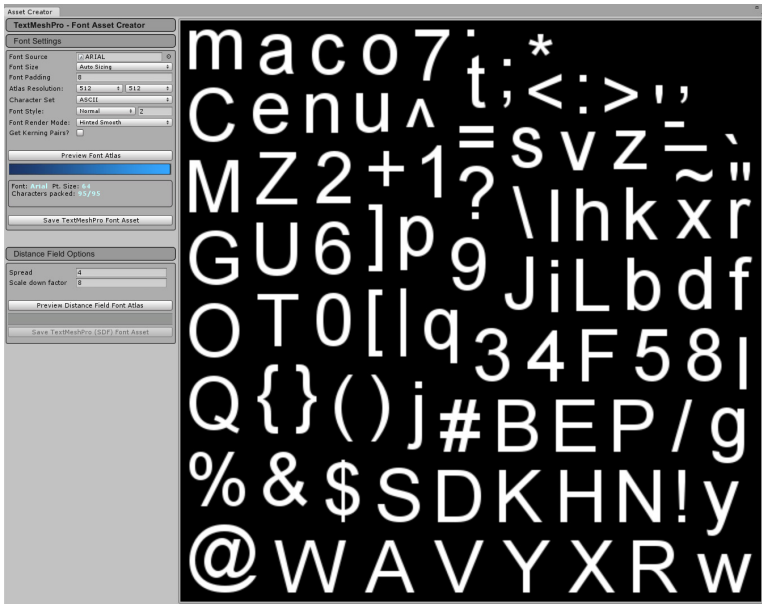 Asset Creator
TextMeshPro - Font Asset Creator
Font Settings
Font Source ARIAL
Font Size Auto Sizing
Font Padding 8
Atlas Resolution: 512 512
Character Set ASCII
Font Style: Normal 2
Font Render Mode: Hinted Smooth
Get Kerning Pairs?
Preview Font Atlas
Font: Arial Pt. Size: 64
Characters packed: 95/95
Save TextMeshPro Font Asset
Distance Field Options
Spread 4
Scale down factor 8
Preview Distance Field Font Atlas
Save TextMeshPro (SDF) Font Asset
m a c o 7 i t ; * < : > ' ,
C e n u ^ = s v z - _ ~ ` "
M Z 2 + 1 ? \ l h k x r
G U 6 ] p 9 J i L b d f
O T 0 [ | q 3 4 F 5 8 I
Q { } ( ) j # B E P / g
% & $ S D K H N ! y
@ W A V Y X R w